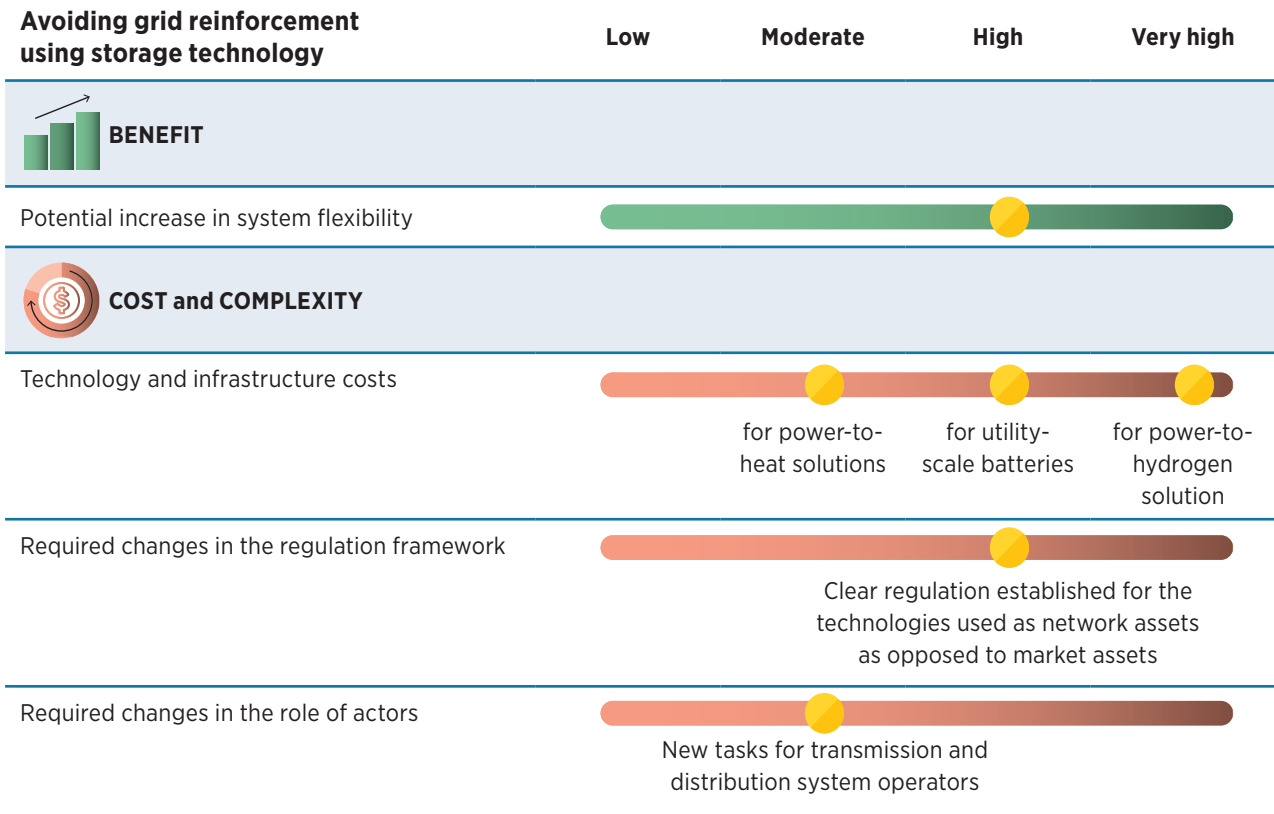 Avoiding grid reinforcement
using storage technology
Low
Moderate
High
Very high
BENEFIT
Potential increase in system flexibility
$
COST and COMPLEXITY
Technology and infrastructure costs
for power-to-
heat solutions
for utility-
scale batteries
for power-to-
hydrogen
solution
Required changes in the regulation framework
Clear regulation established for the
technologies used as network assets
as opposed to market assets
Required changes in the role of actors
New tasks for transmission and
distribution system operators